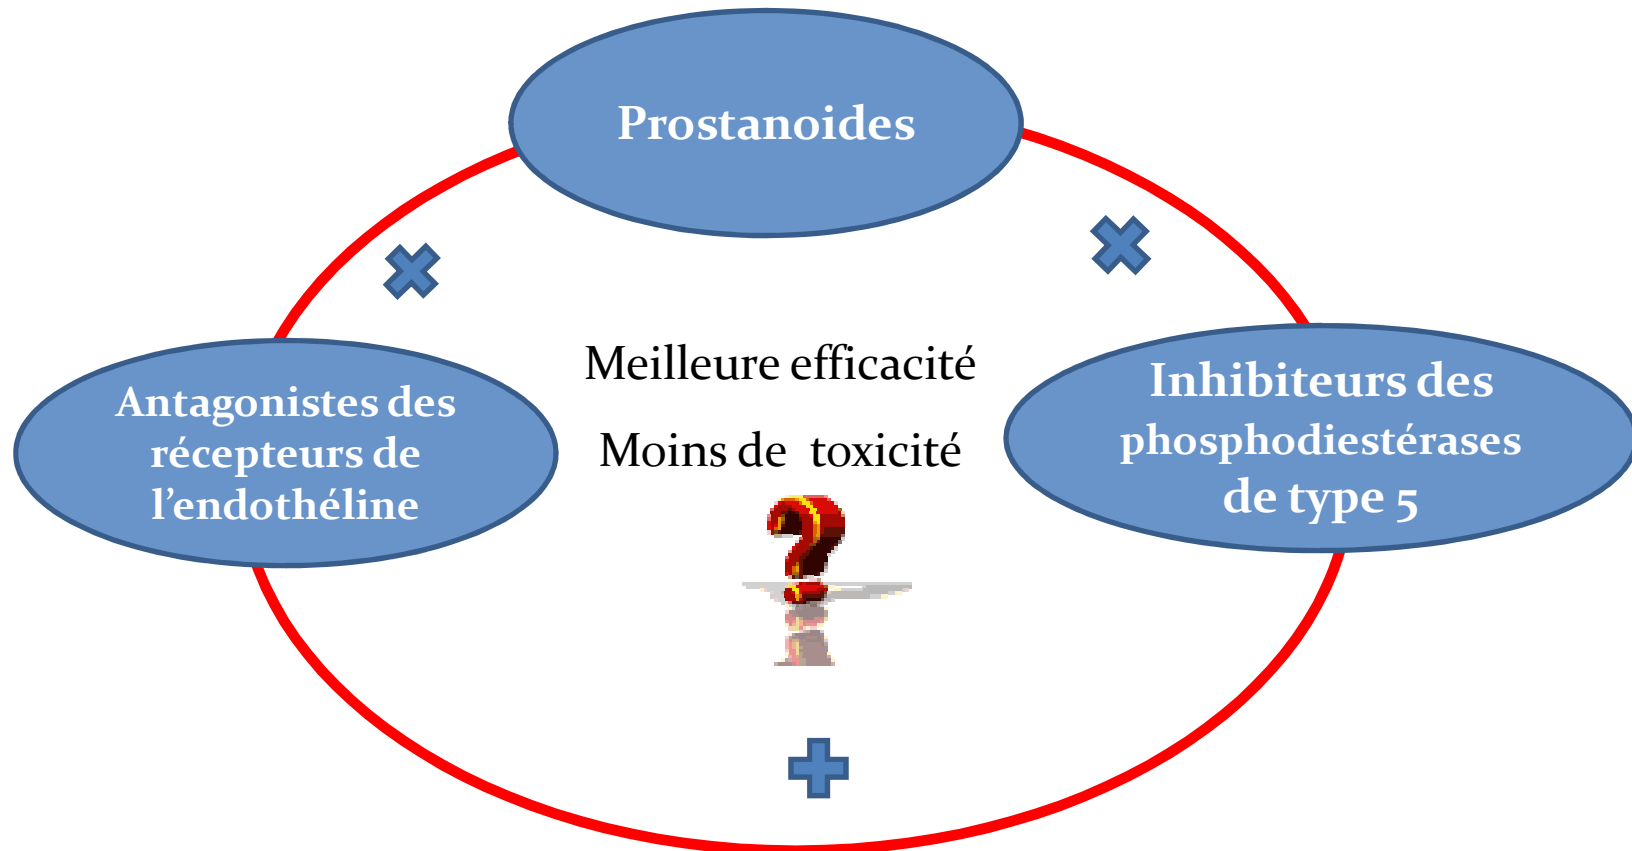 Prostanoides
Antagonistes des
récepteurs de
l’endothéline
Meilleure efficacité
Moins de toxicité
Inhibiteurs des
phosphodiestérases
de type 5